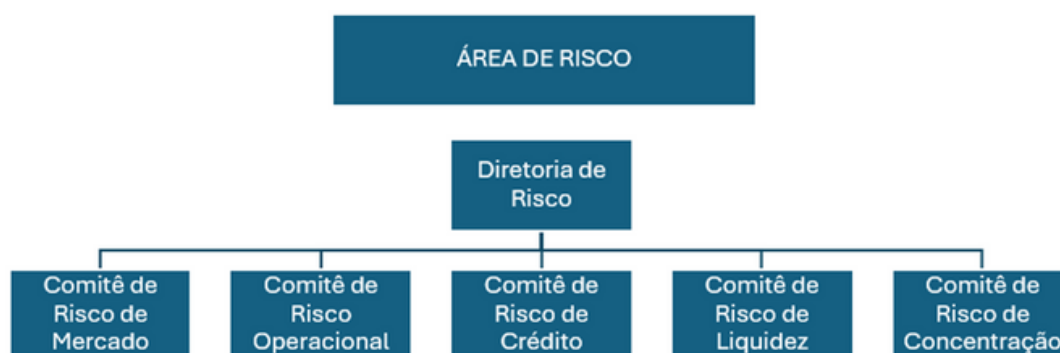 ÁREA DE RISCO
Diretoria de
Risco
Comitê de
Risco de
Mercado
Comitê de
Risco
Operacional
Comitê de
Risco de
Crédito
Comitê de
Risco de
Liquidez
Comitê de
Risco de
Concentração